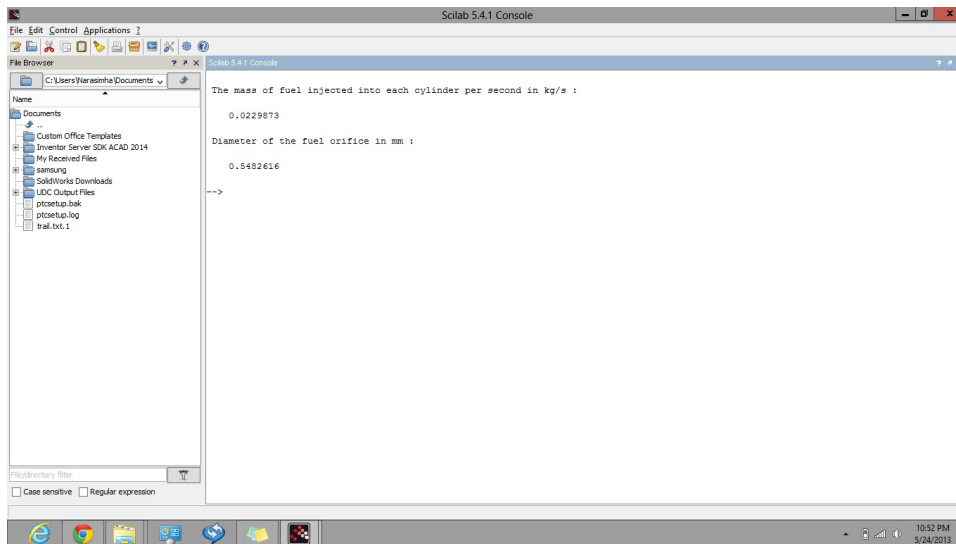 Scilab 5.4.1 Console
File Edit Control Applications ?
File Browser
Scilab 5.4.1 Console
C:\Users\Narasimha\Documents
Name
Documents
..
Custom Office Templates
Inventor Server SDK ACAD 2014
My Received Files
samsung
SolidWorks Downloads
UDC Output Files
ptcsetup.bak
ptcsetup.log
trail.txt.1
The mass of fuel injected into each cylinder per second in kg/s :
0.0229873
Diameter of the fuel orifice in mm :
0.5482616
-->
File/directory filter
Case sensitive Regular expression
10:52 PM
5/24/2013